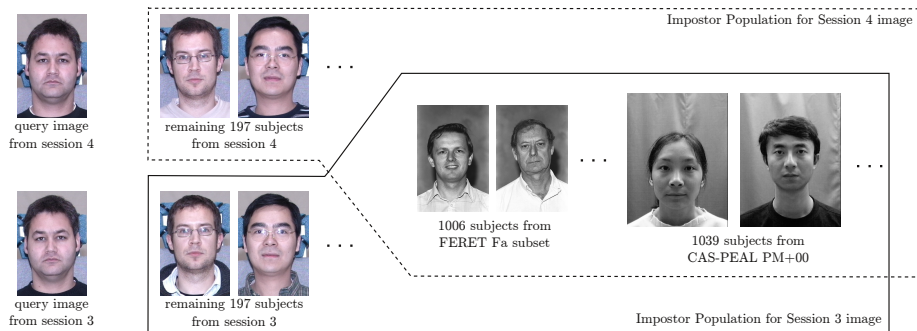 Impostor Population for Session 4 image
query image
from session 4
remaining 197 subjects
from session 4
. . .
1006 subjects from
FERET Fa subset
. . .
1039 subjects from
CAS-PEAL PM+00
. . .
query image
from session 3
remaining 197 subjects
from session 3
. . .
Impostor Population for Session 3 image